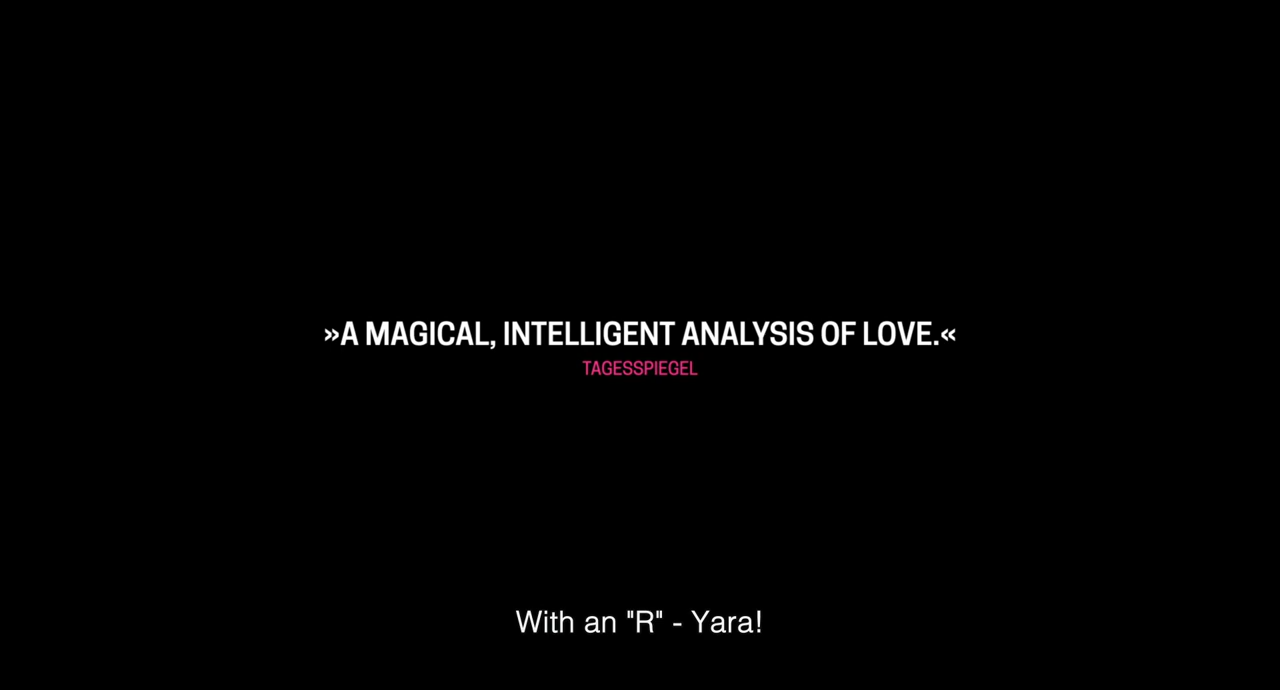 »A MAGICAL, INTELLIGENT ANALYSIS OF LOVE.«
TAGESSPIEGEL
With an "R" - Yara!